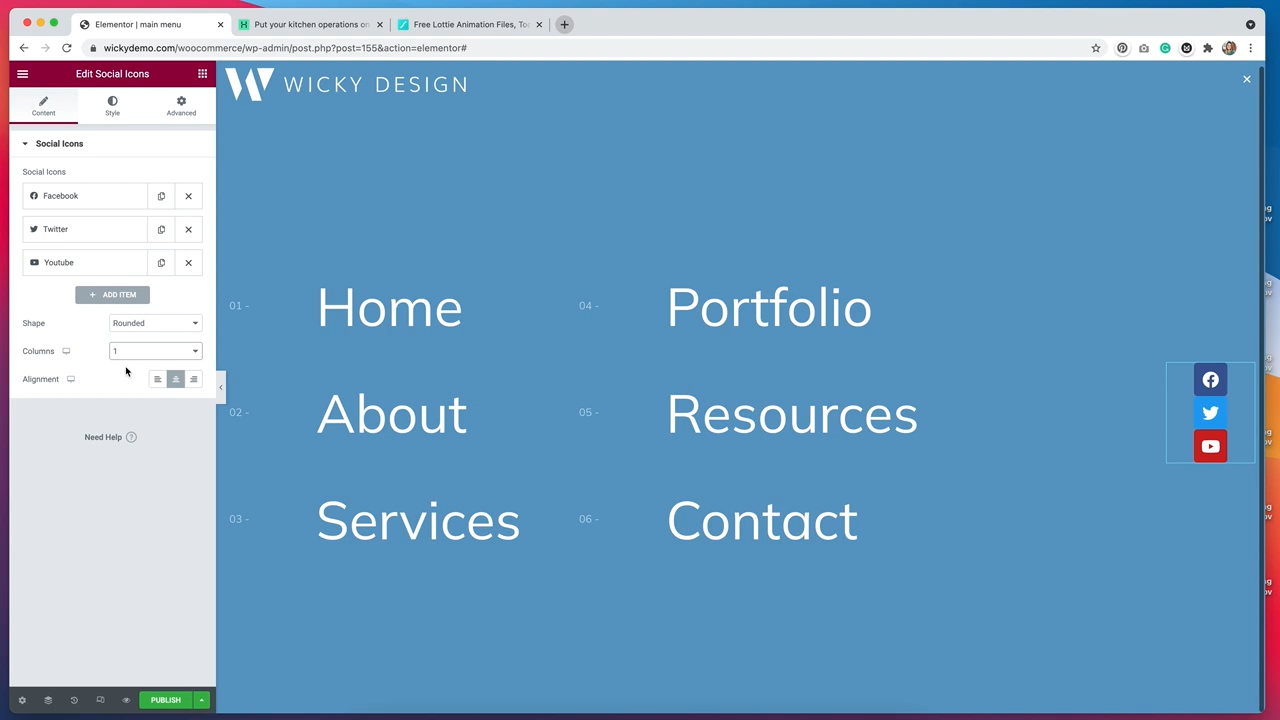 Elementor | main menu
Put your kitchen operations on
Free Lottie Animation Files, Too
wickydemo.com/woocommerce/wp-admin/post.php?post=155&action=elementor#
Edit Social Icons
WICKY DESIGN
Content
Style
Advanced
Social Icons
Social Icons
Facebook
Twitter
Youtube
ADD ITEM
Shape
Rounded
Columns
1
Alignment
Need Help
01 -
Home
04 -
Portfolio
02 -
About
05 -
Resources
03 -
Services
06 -
Contact
PUBLISH